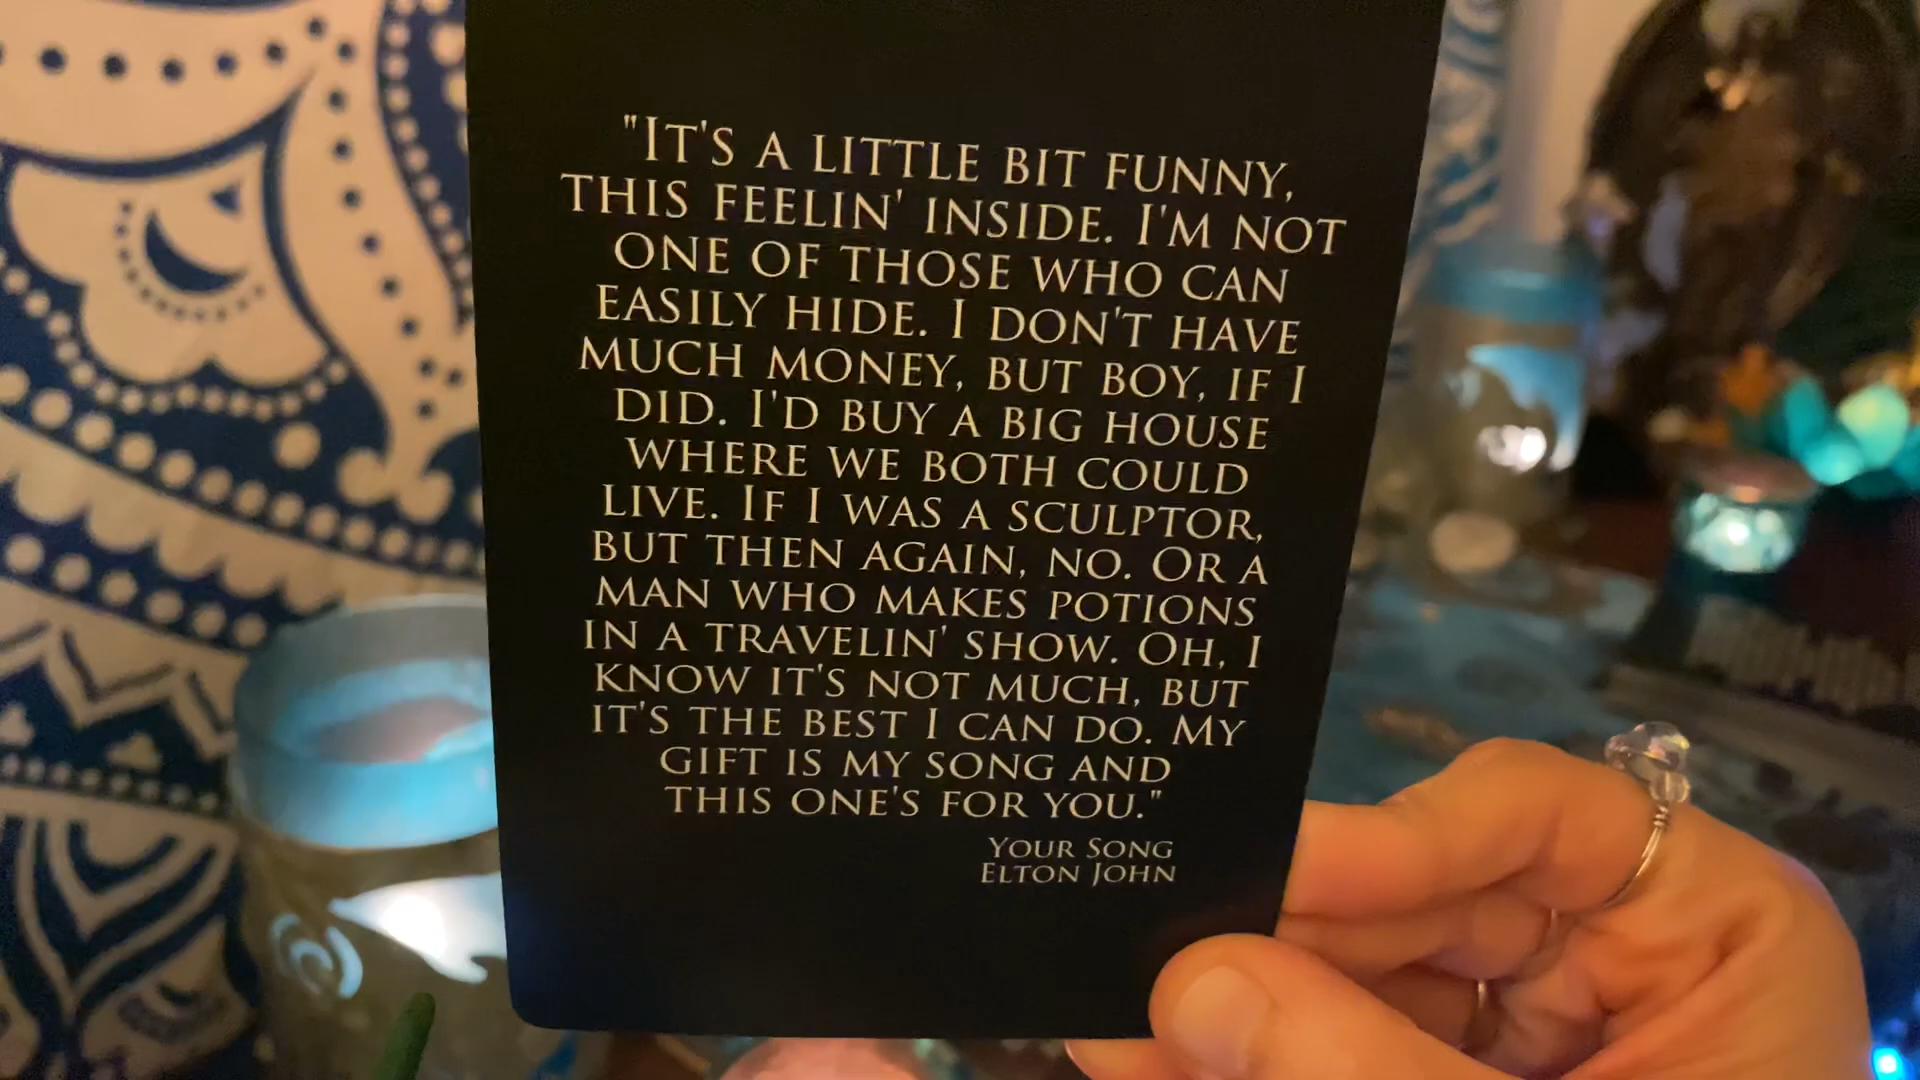 "IT'S A LITTLE BIT FUNNY,
THIS FEELIN' INSIDE. I'M NOT
ONE OF THOSE WHO CAN
EASILY HIDE. I DON'T HAVE
MUCH MONEY, BUT BOY, IF I
DID. I'D BUY A BIG HOUSE
WHERE WE BOTH COULD
LIVE. IF I WAS A SCULPTOR,
BUT THEN AGAIN, NO. OR A
MAN WHO MAKES POTIONS
IN A TRAVELIN' SHOW. OH, I
KNOW IT'S NOT MUCH, BUT
IT'S THE BEST I CAN DO. MY
GIFT IS MY SONG AND
THIS ONE'S FOR YOU."
YOUR SONG
ELTON JOHN